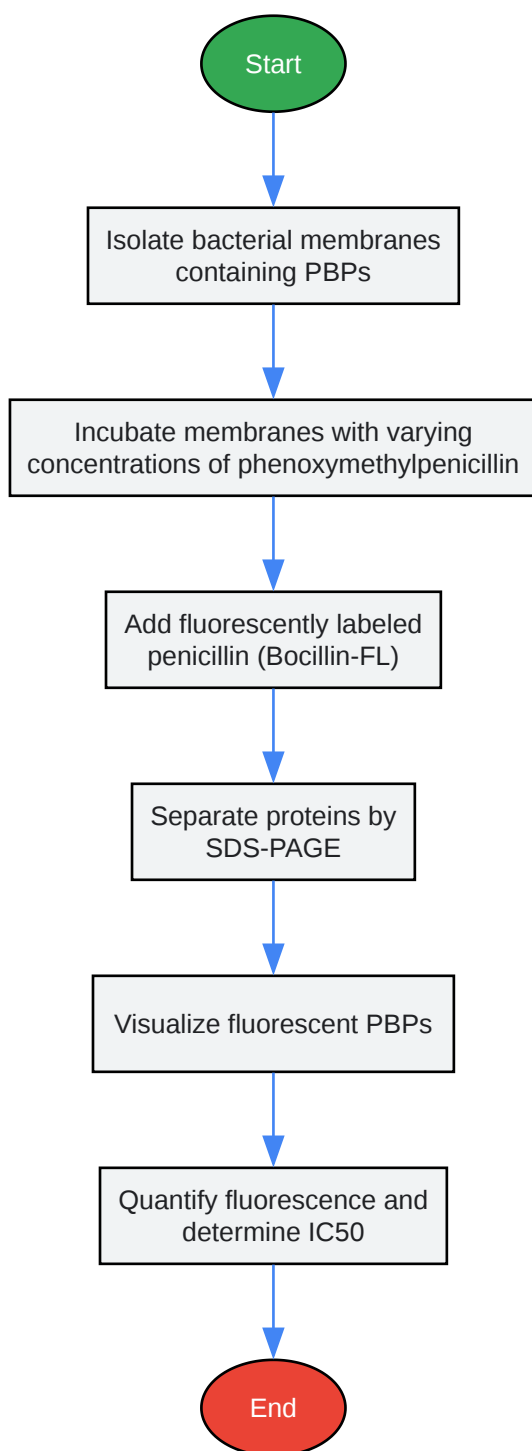 Start
Isolate bacterial membranes
containing PBPs
Incubate membranes with varying
concentrations of phenoxymethylpenicillin
Add fluorescently labeled
penicillin (Bocillin-FL)
Separate proteins by
SDS-PAGE
Visualize fluorescent PBPs
Quantify fluorescence and
determine IC50
End